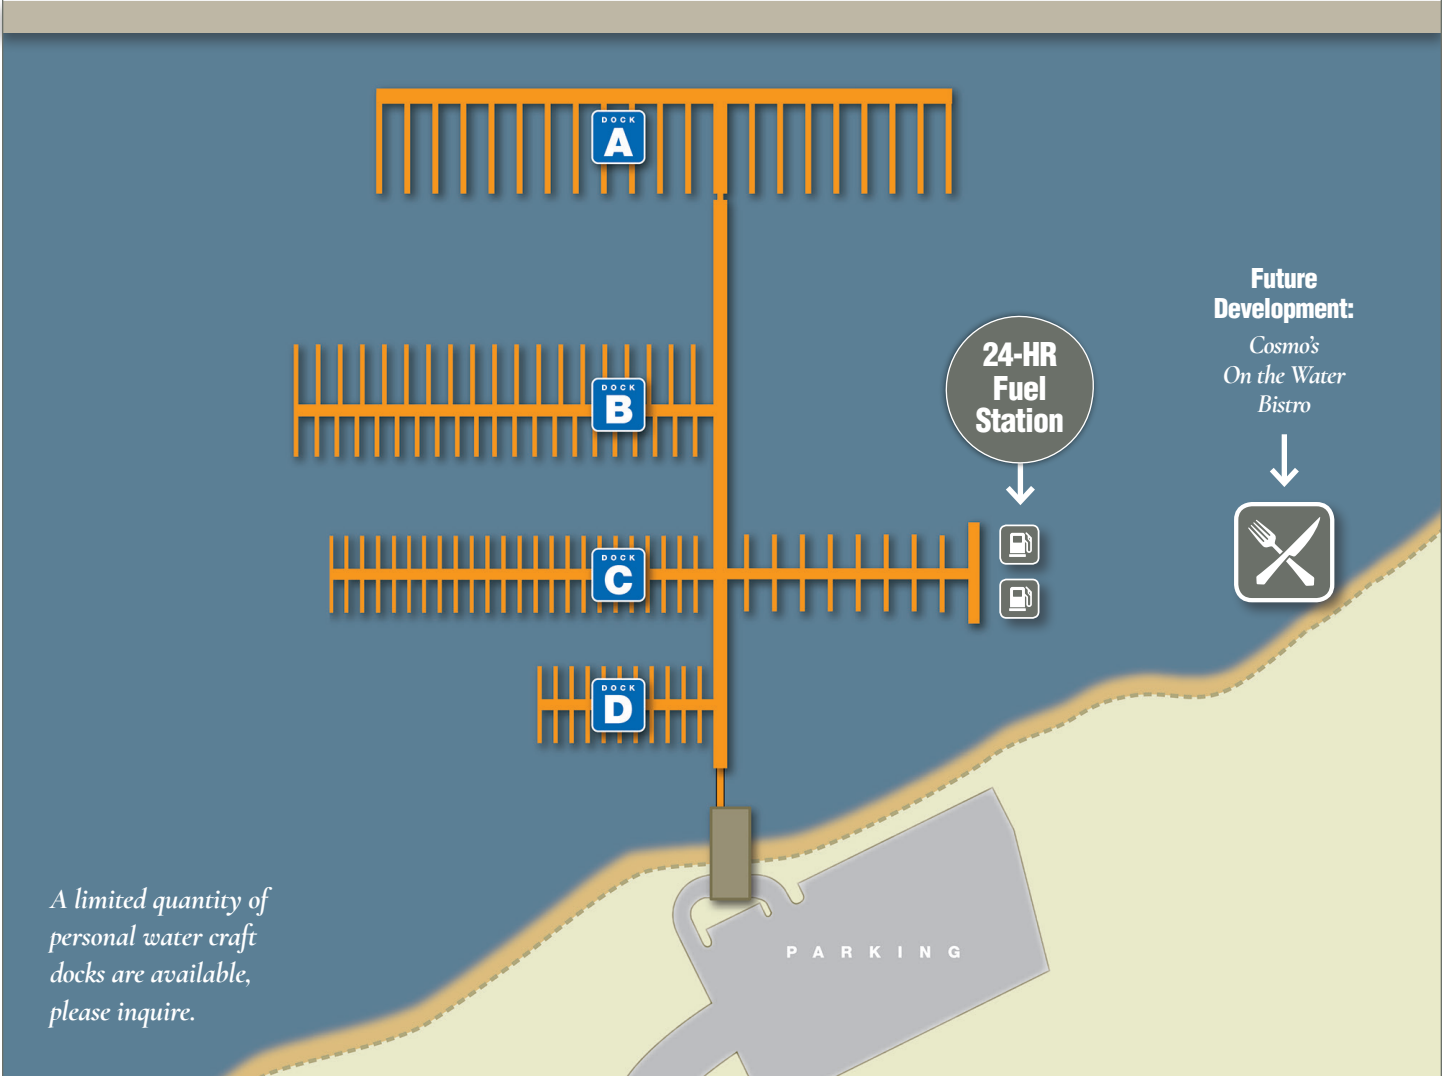 DOCK
A
Future
Development:
Cosmo's
On the Water
Bistro
24-HR
Fuel
Station
DOCK
B
DOCK
C
DOCK
D
A limited quantity of
personal water craft
docks are available,
please inquire.
PARKING